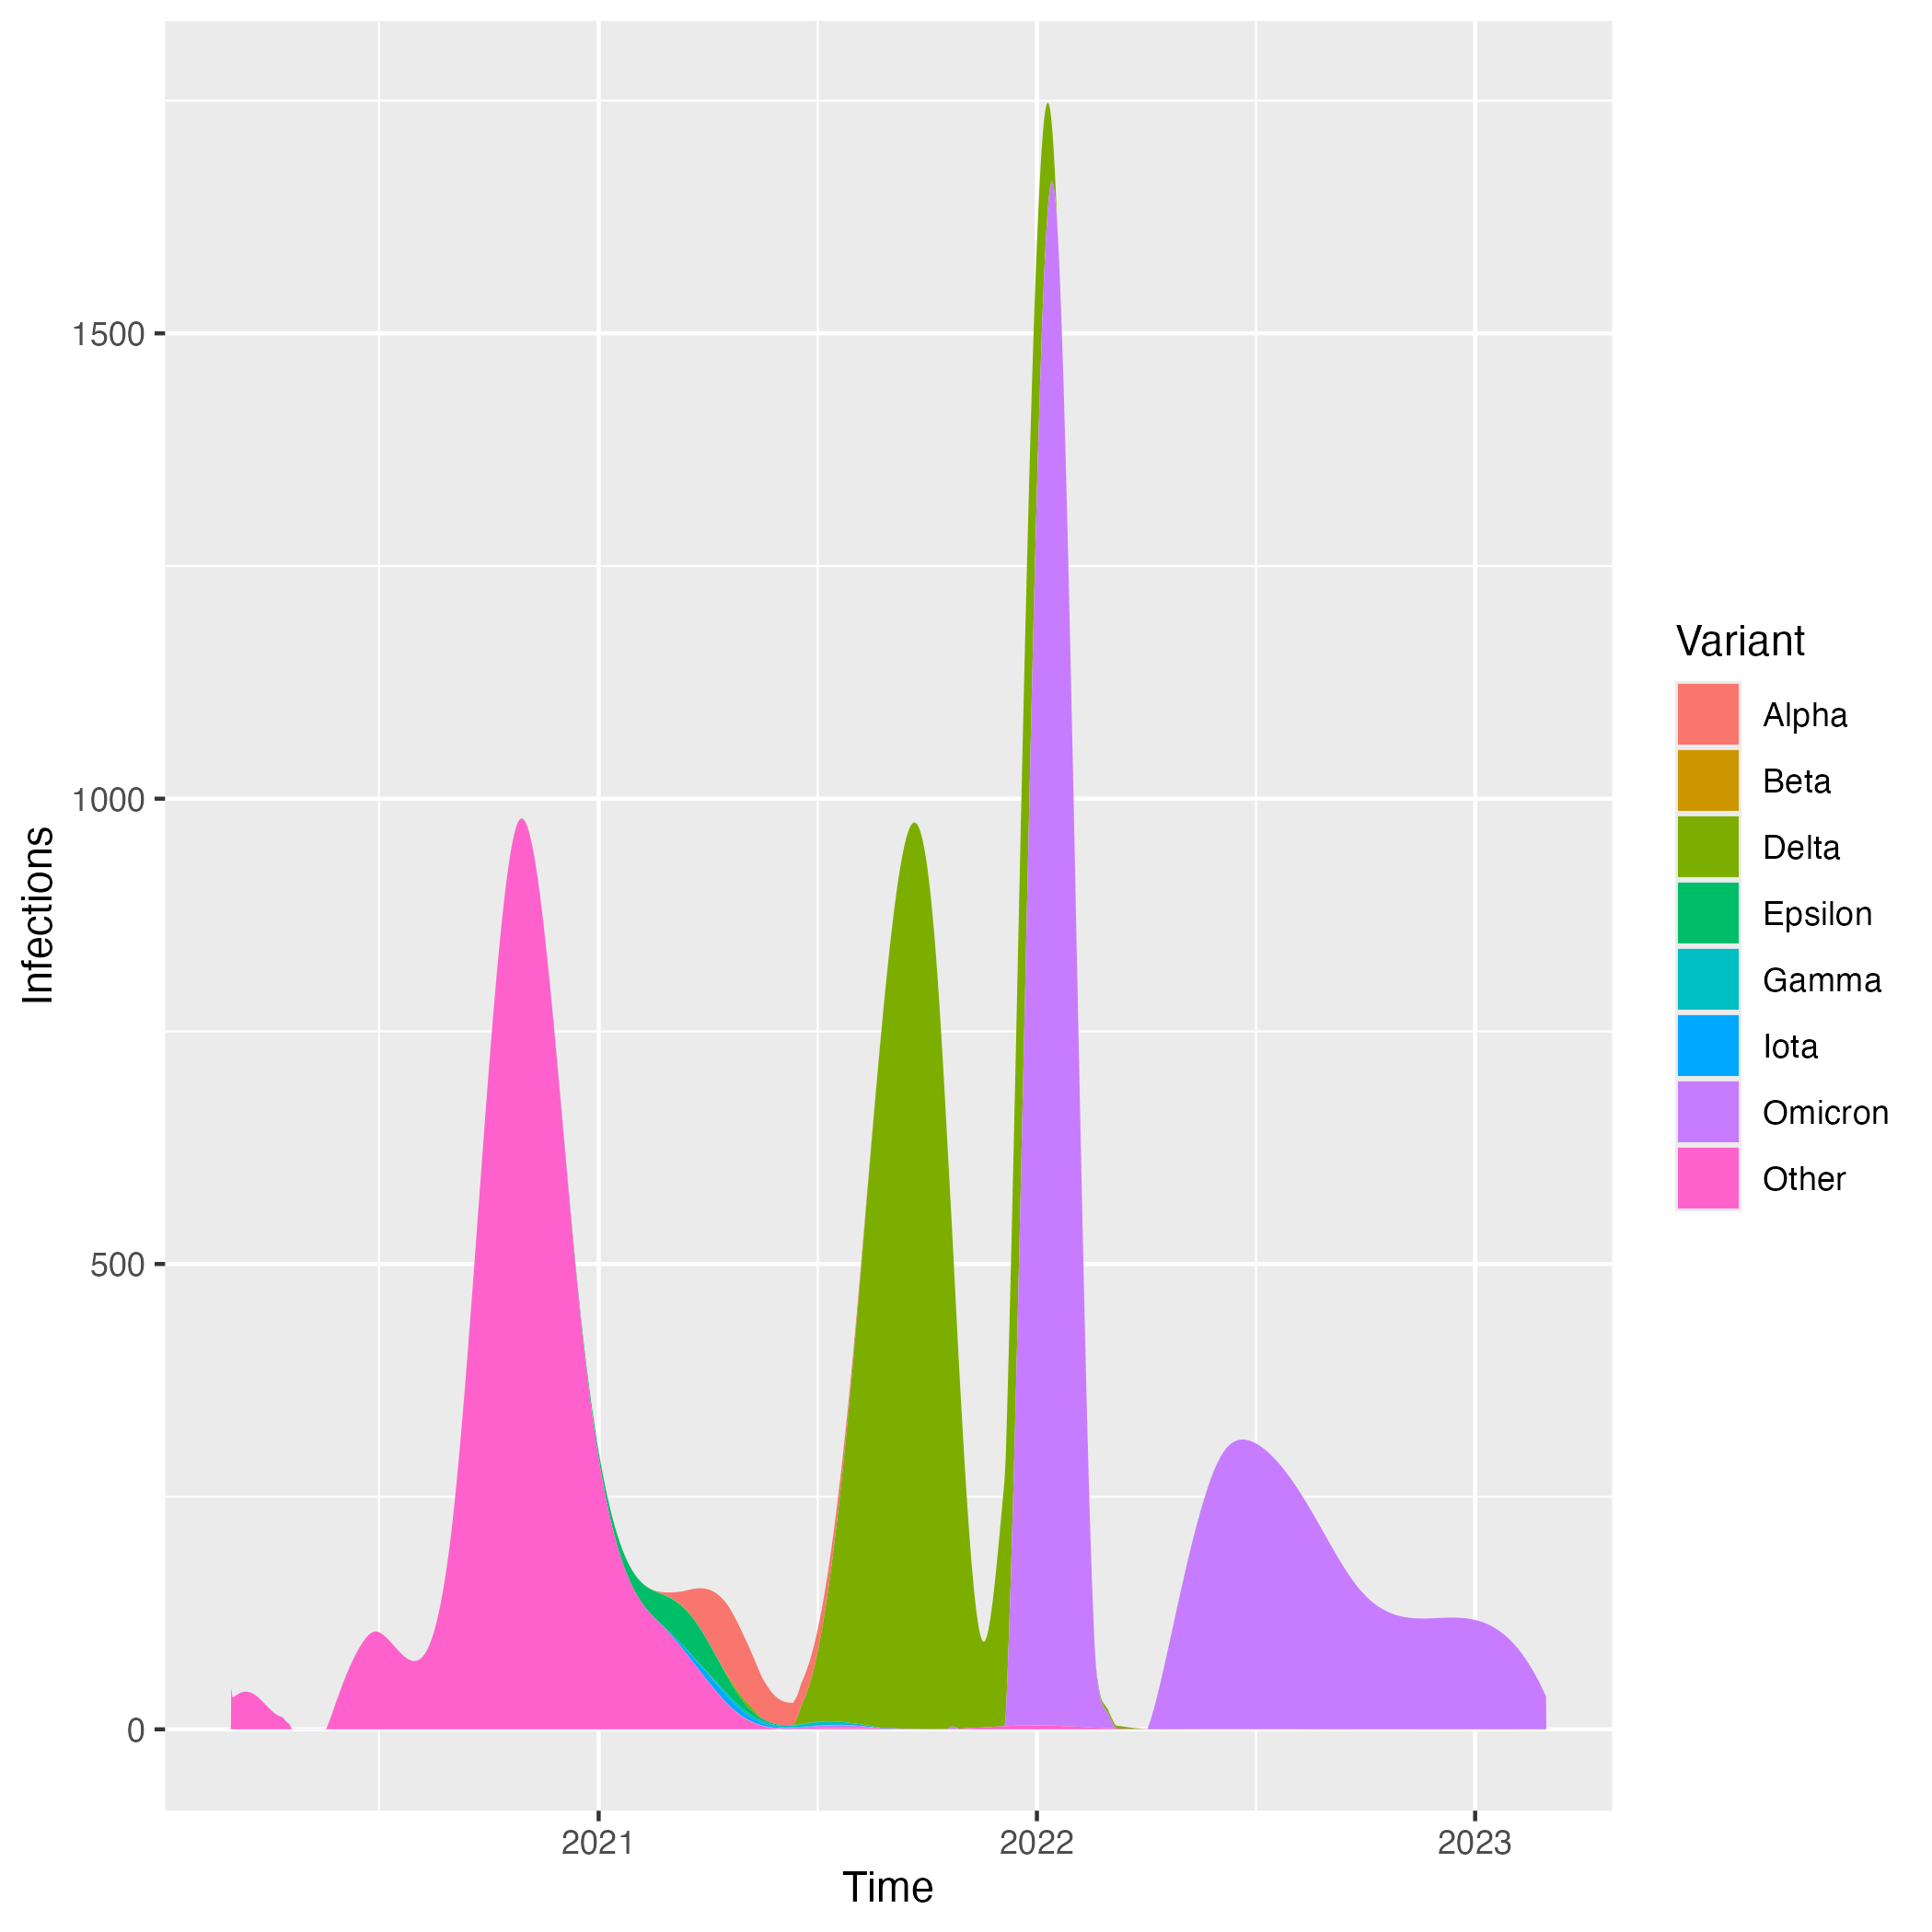 Infections
1500
1000
500
0
2021
2022
2023
Time
Variant
Alpha
Beta
Delta
Epsilon
Gamma
Iota
Omicron
Other